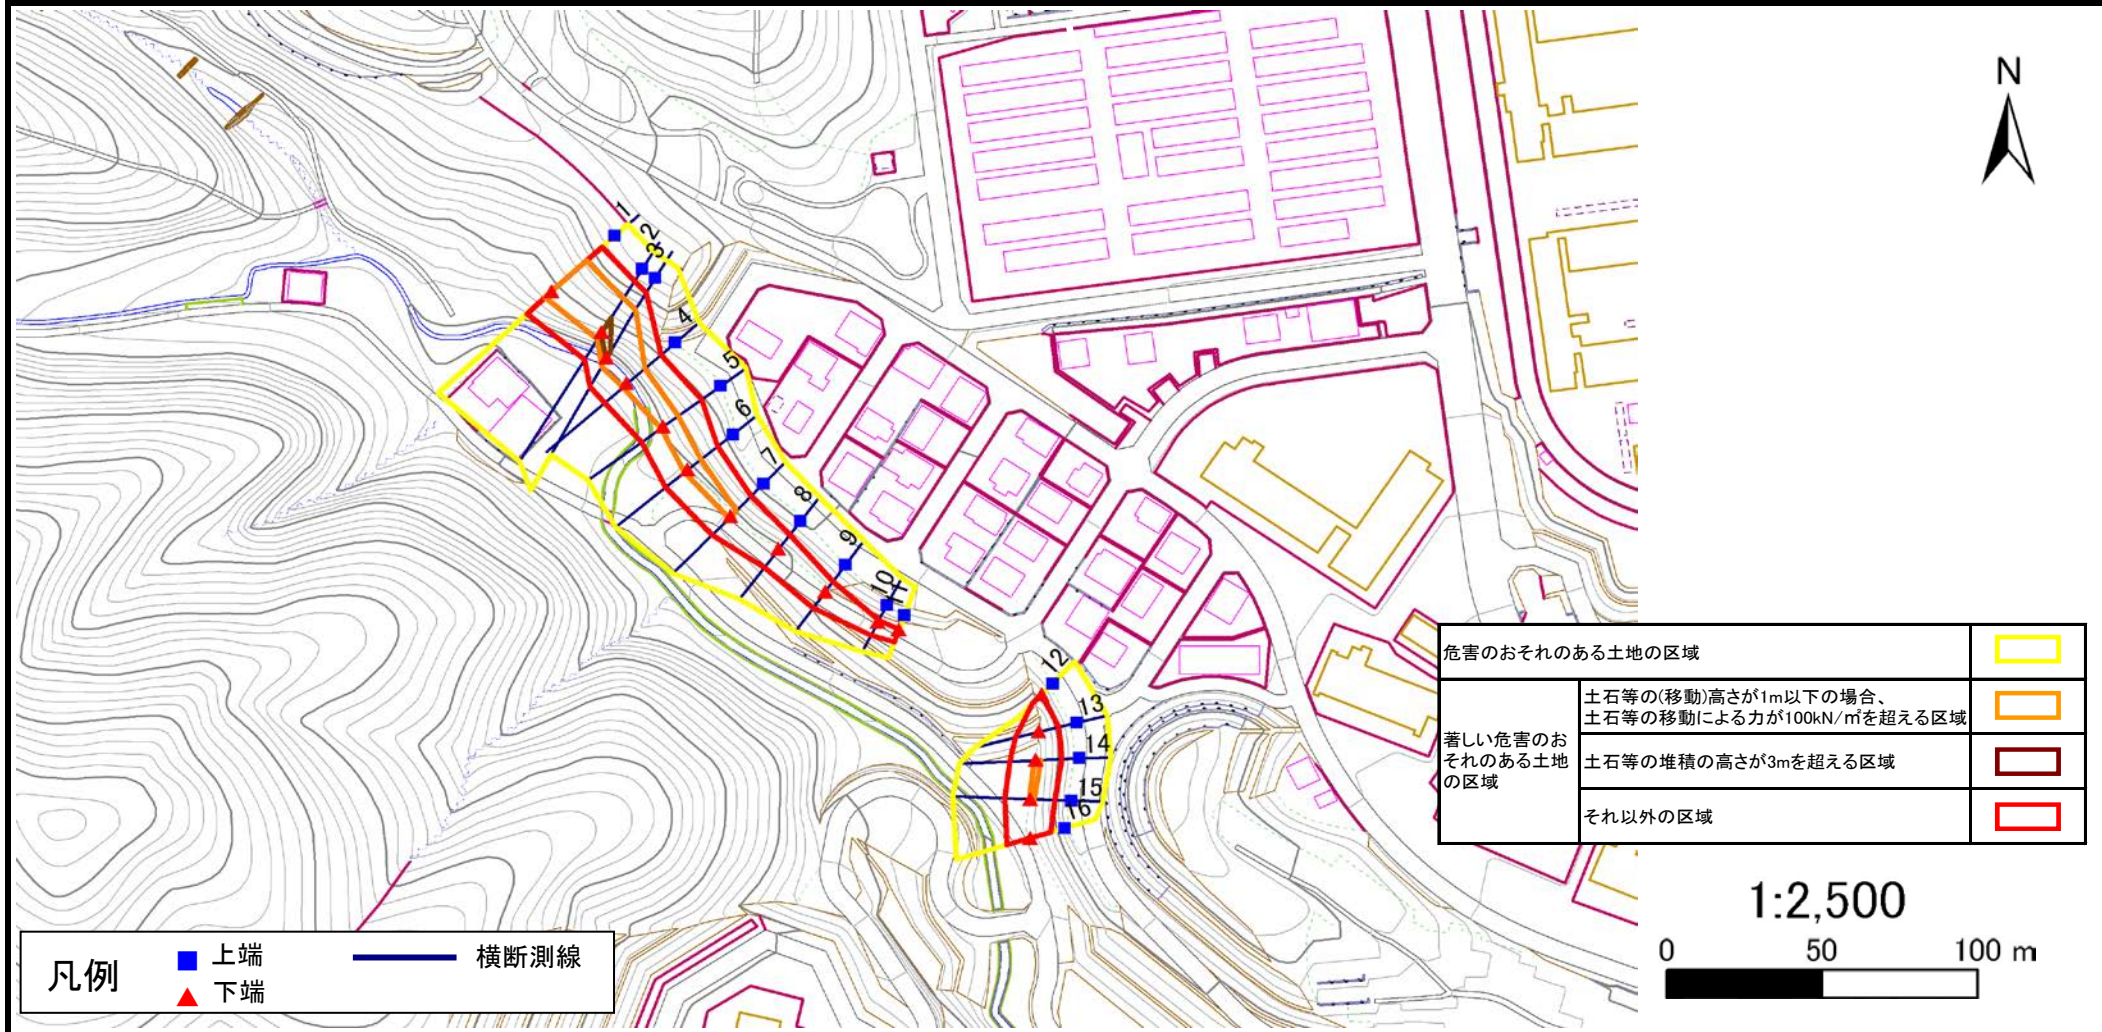 N
1
2
3
4
5
6
7
8
9
10
11
12
13
14
15
16
危害のおそれのある土地の区域
著しい危害のお
それのある土地
の区域
土石等の(移動)高さが1m以下の場合、
土石等の移動による力が100kN/㎡を超える区域
土石等の堆積の高さが3mを超える区域
それ以外の区域
1:2,500
0 50 100 m
凡例
上端
下端
横断測線